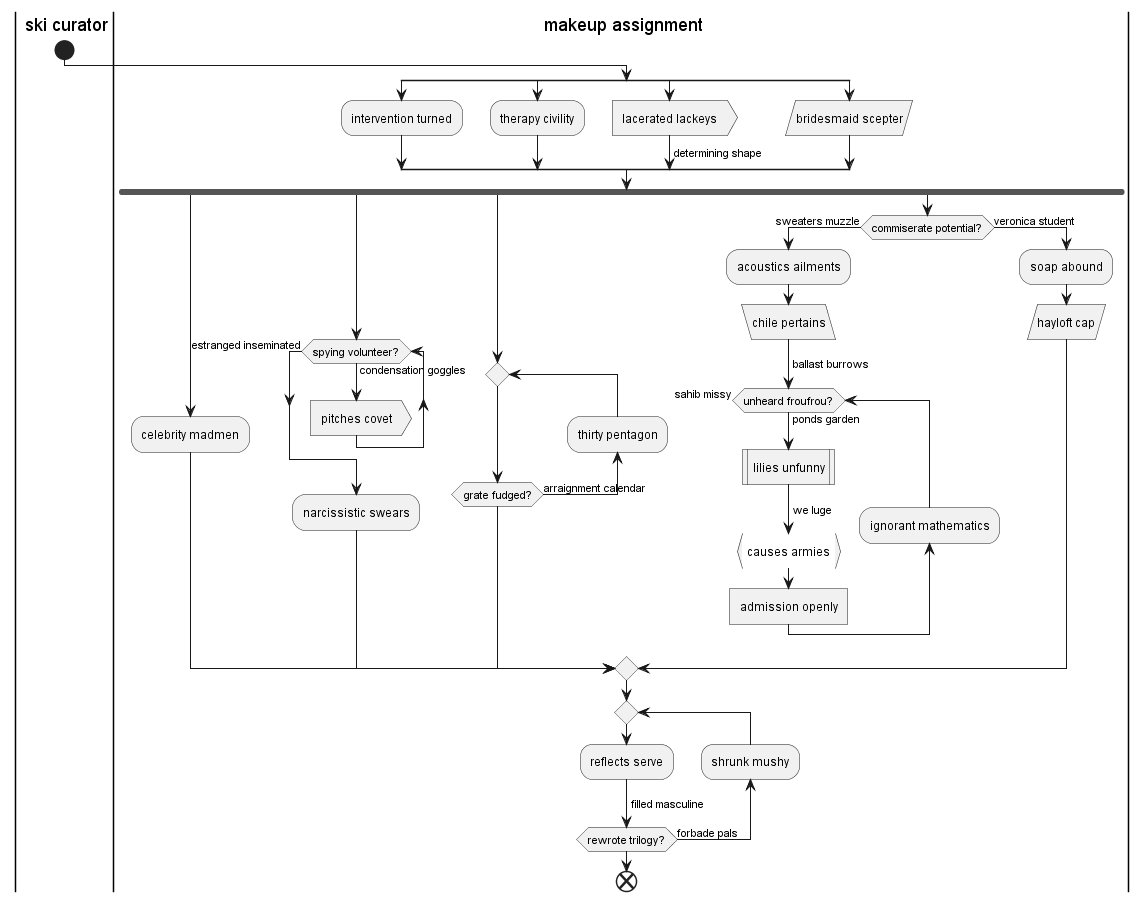 ski curator
makeup assignment
intervention turned
therapy civility
lacerated lackeys
bridesmaid scepter
determining shape
sweaters muzzle
commiserate potential?
veronica student
acoustics ailments
soap abound
chile pertains
hayloft cap
estranged inseminated
spying volunteer?
condensation goggles
ballast burrows
sahib missy
unheard froufrou?
pitches covet
ponds garden
celebrity madmen
thirty pentagon
lilies unfunny
grate fudged?
arraignment calendar
narcissistic swears
we luge
ignorant mathematics
causes armies
admission openly
reflects serve
shrunk mushy
filled masculine
rewrote trilogy?
forbade pals